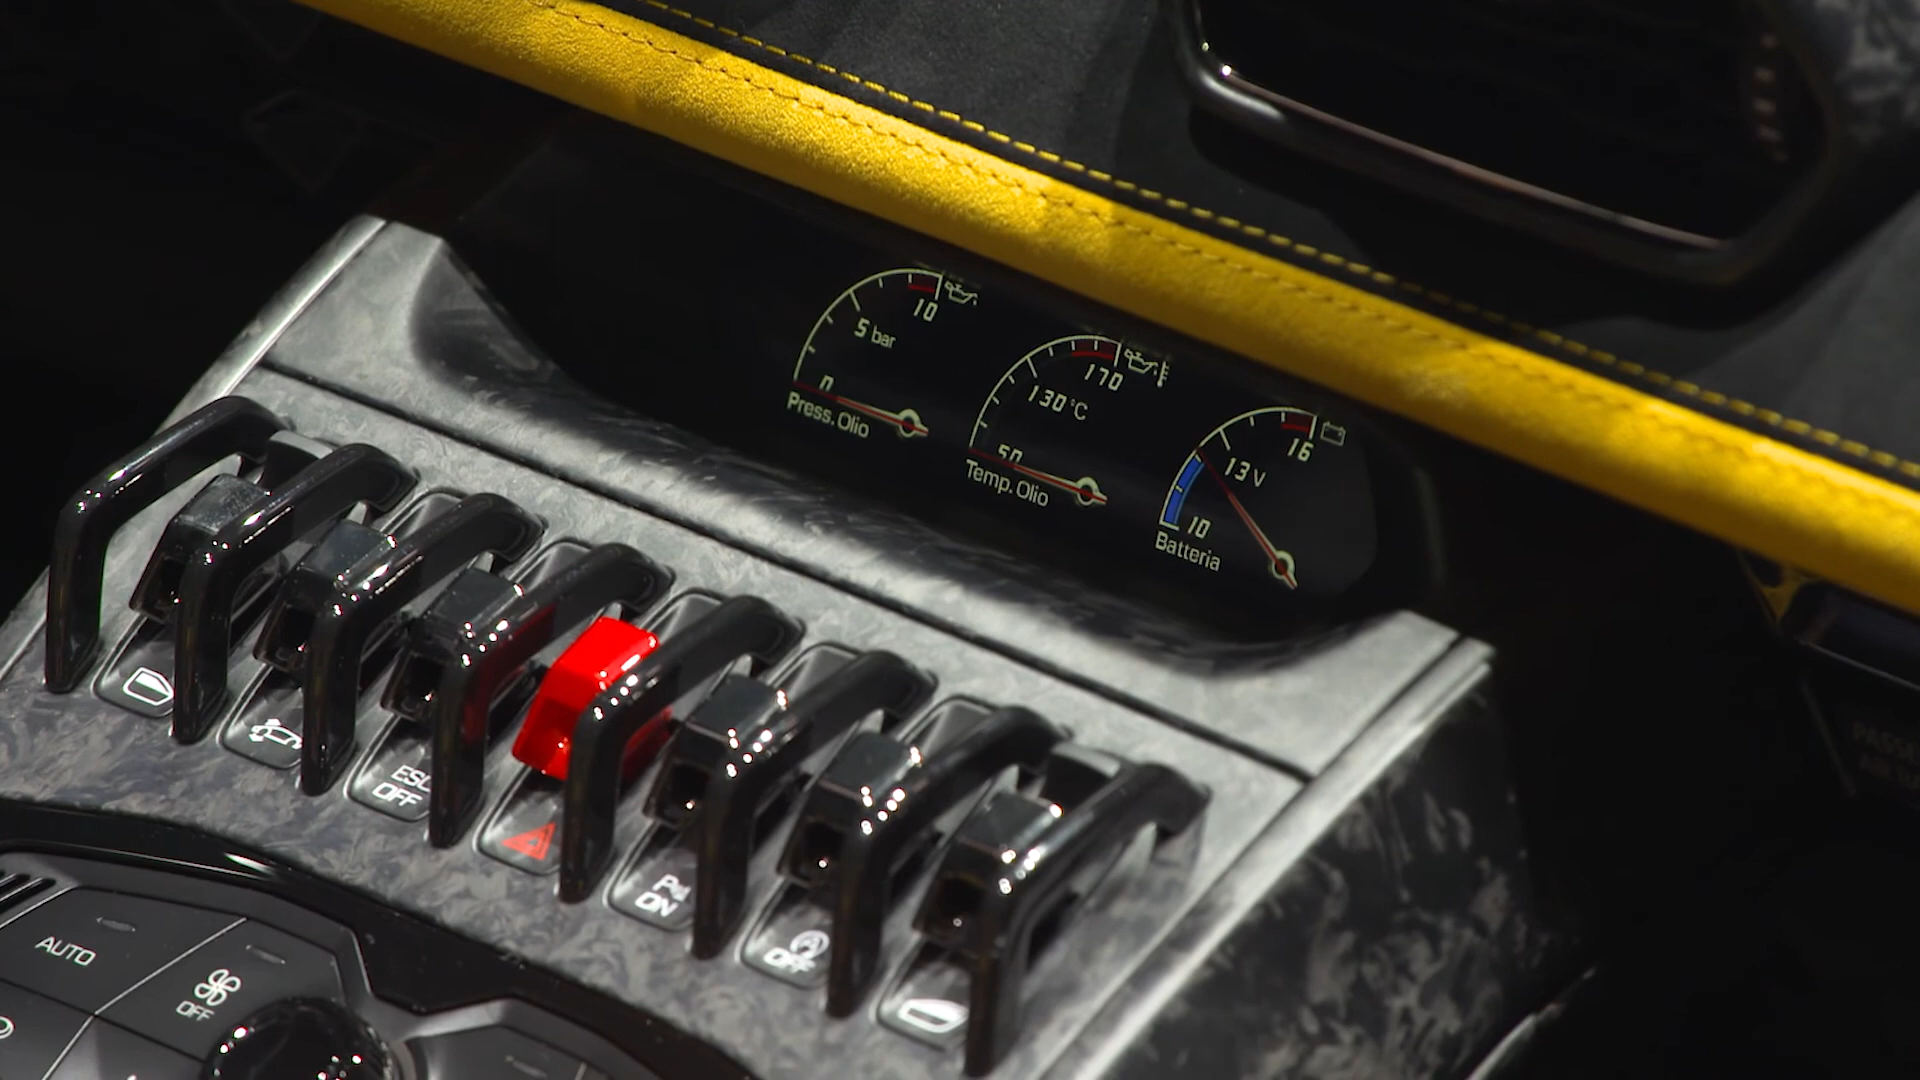 10
5 bar
0
Press. Olio
170
130 °C
50
Temp. Olio
16
13 V
10
Batteria
ESC
OFF
ON
OFF
AUTO
OFF